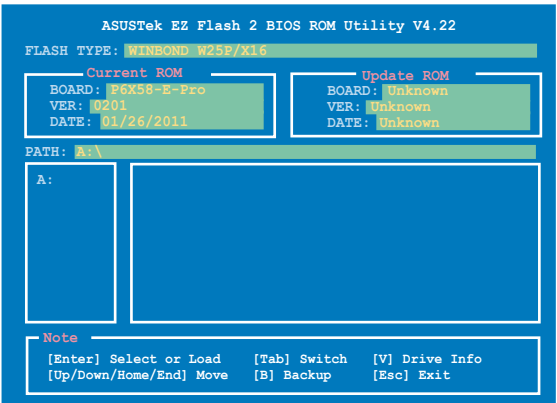 ASUSTek EZ Flash 2 BIOS ROM Utility V4.22
FLASH TYPE: WINBOND W25P/X16
Current ROM
BOARD: P6X58-E-Pro
VER: 0201
DATE: 01/26/2011
Update ROM
BOARD: Unknown
VER: Unknown
DATE: Unknown
PATH: A:\
A:
Note
[Enter] Select or Load [Tab] Switch [V] Drive Info
[Up/Down/Home/End] Move [B] Backup [Esc] Exit